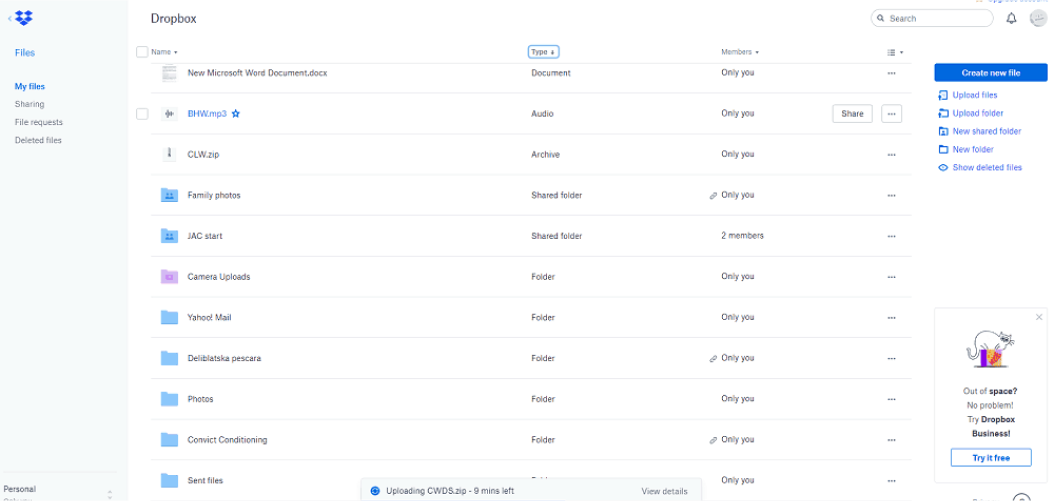 Dropbox
Search
Files
My files
Sharing
File requests
Deleted files
Name Type Members
New Microsoft Word Document.docx Document Only you
BHW.mp3 Audio Only you Share
CLW.zip Archive Only you
Family photos Shared folder Only you
JAC start Shared folder 2 members
Camera Uploads Folder Only you
Yahoo! Mail Folder Only you
Deliblatska pescara Folder Only you
Photos Folder Only you
Convict Conditioning Folder Only you
Sent files Only you
Create new file
Upload files
Upload folder
New shared folder
New folder
Show deleted files
Out of space?
No problem!
Try Dropbox
Business!
Try it free
Personal
Uploading CWDS.zip - 9 mins left View details